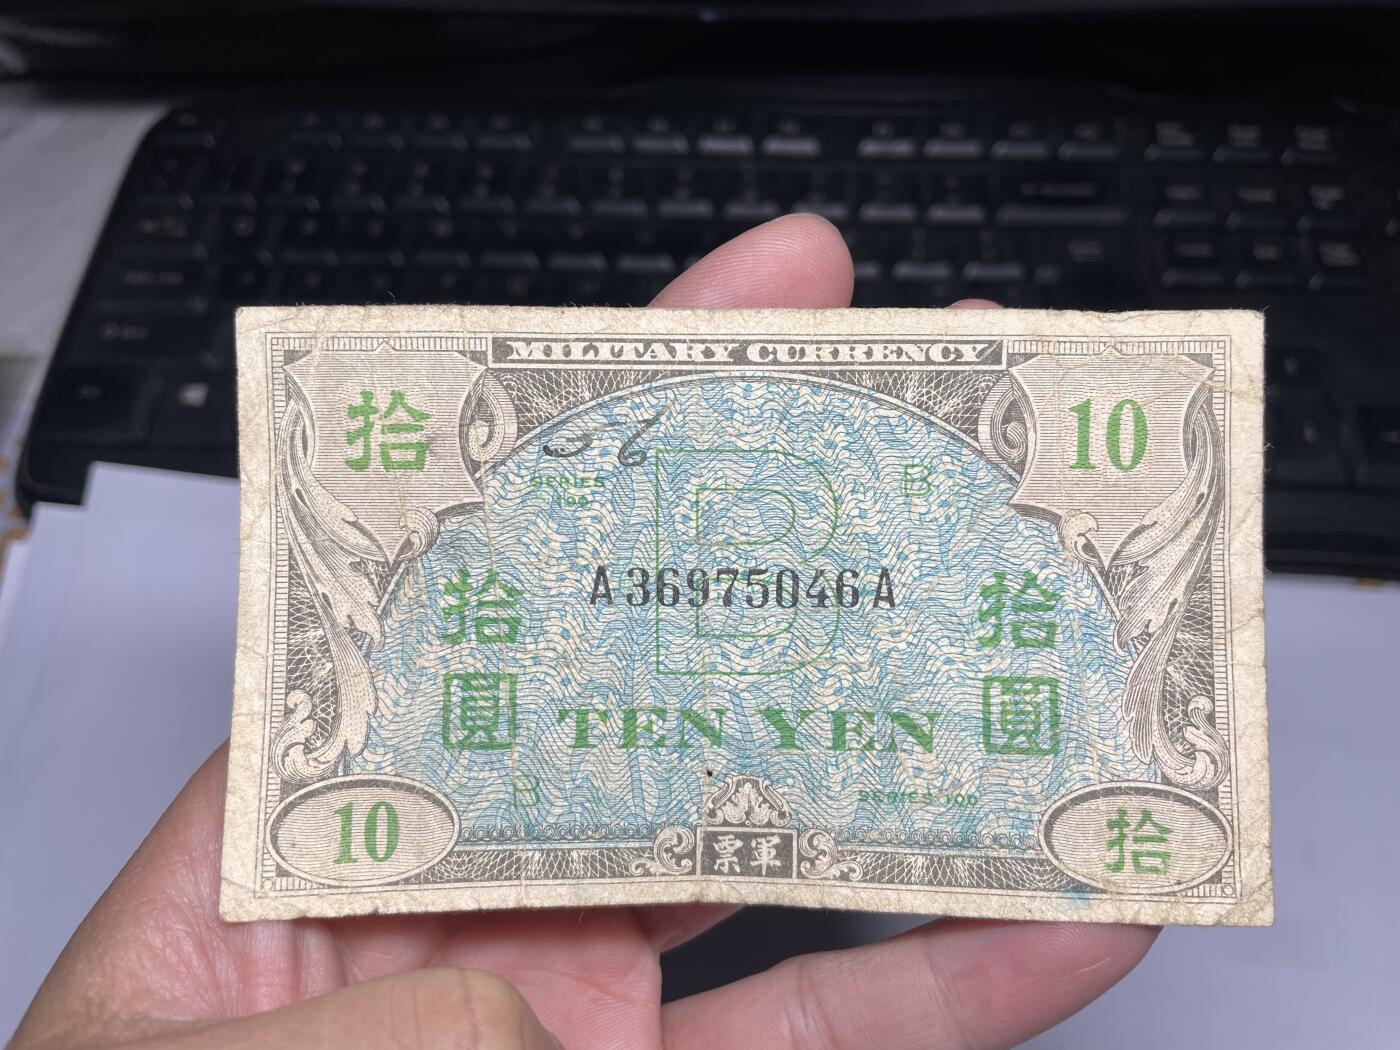 MILITARY CURRENCY
拾
10
56
SERIES
100
B
B
A36975046A
拾
圓
拾
圓
TEN YEN
B
SERIES 100
10
票軍
拾